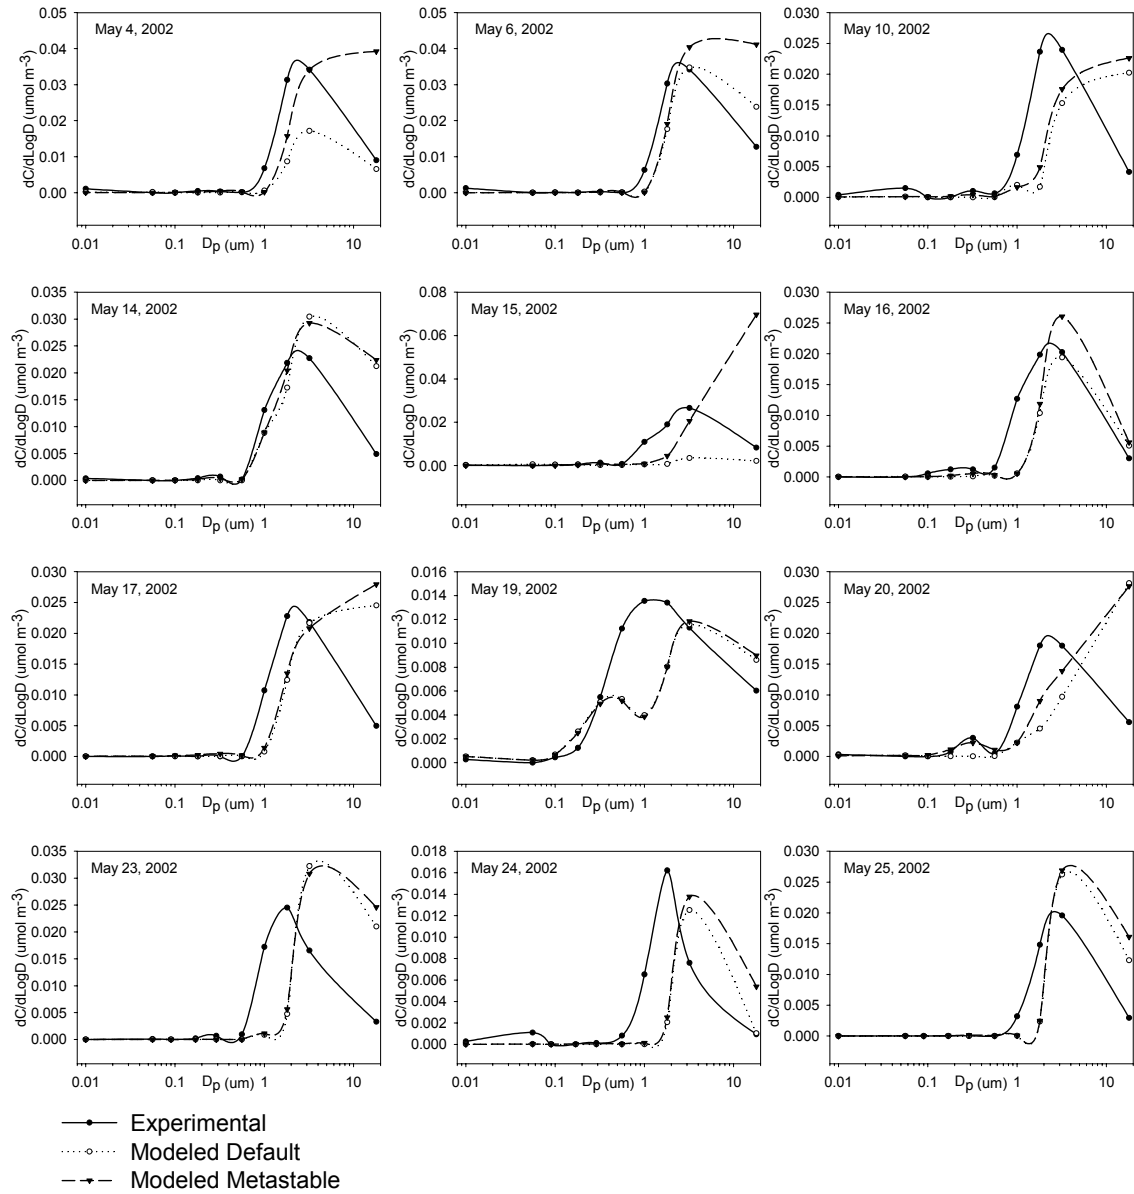 May 4, 2002
dC/dLogD (umol m-3)
0.05
0.04
0.03
0.02
0.01
0.00
0.01 0.1 1 10
Dp (um)
May 6, 2002
dC/dLogD (umol m-3)
0.05
0.04
0.03
0.02
0.01
0.00
0.01 0.1 1 10
Dp (um)
May 10, 2002
dC/dLogD (umol m-3)
0.030
0.025
0.020
0.015
0.010
0.005
0.000
0.01 0.1 1 10
Dp (um)
May 14, 2002
dC/dLogD (umol m-3)
0.035
0.030
0.025
0.020
0.015
0.010
0.005
0.000
0.01 0.1 1 10
Dp (um)
May 15, 2002
dC/dLogD (umol m-3)
0.08
0.06
0.04
0.02
0.00
0.01 0.1 1 10
Dp (um)
May 16, 2002
dC/dLogD (umol m-3)
0.030
0.025
0.020
0.015
0.010
0.005
0.000
0.01 0.1 1 10
Dp (um)
May 17, 2002
dC/dLogD (umol m-3)
0.030
0.025
0.020
0.015
0.010
0.005
0.000
0.01 0.1 1 10
Dp (um)
May 19, 2002
dC/dLogD (umol m-3)
0.016
0.014
0.012
0.010
0.008
0.006
0.004
0.002
0.000
0.01 0.1 1 10
Dp (um)
May 20, 2002
dC/dLogD (umol m-3)
0.030
0.025
0.020
0.015
0.010
0.005
0.000
0.01 0.1 1 10
Dp (um)
May 23, 2002
dC/dLogD (umol m-3)
0.035
0.030
0.025
0.020
0.015
0.010
0.005
0.000
0.01 0.1 1 10
Dp (um)
May 24, 2002
dC/dLogD (umol m-3)
0.018
0.016
0.014
0.012
0.010
0.008
0.006
0.004
0.002
0.000
0.01 0.1 1 10
Dp (um)
May 25, 2002
dC/dLogD (umol m-3)
0.030
0.025
0.020
0.015
0.010
0.005
0.000
0.01 0.1 1 10
Dp (um)
Experimental
Modeled Default
Modeled Metastable